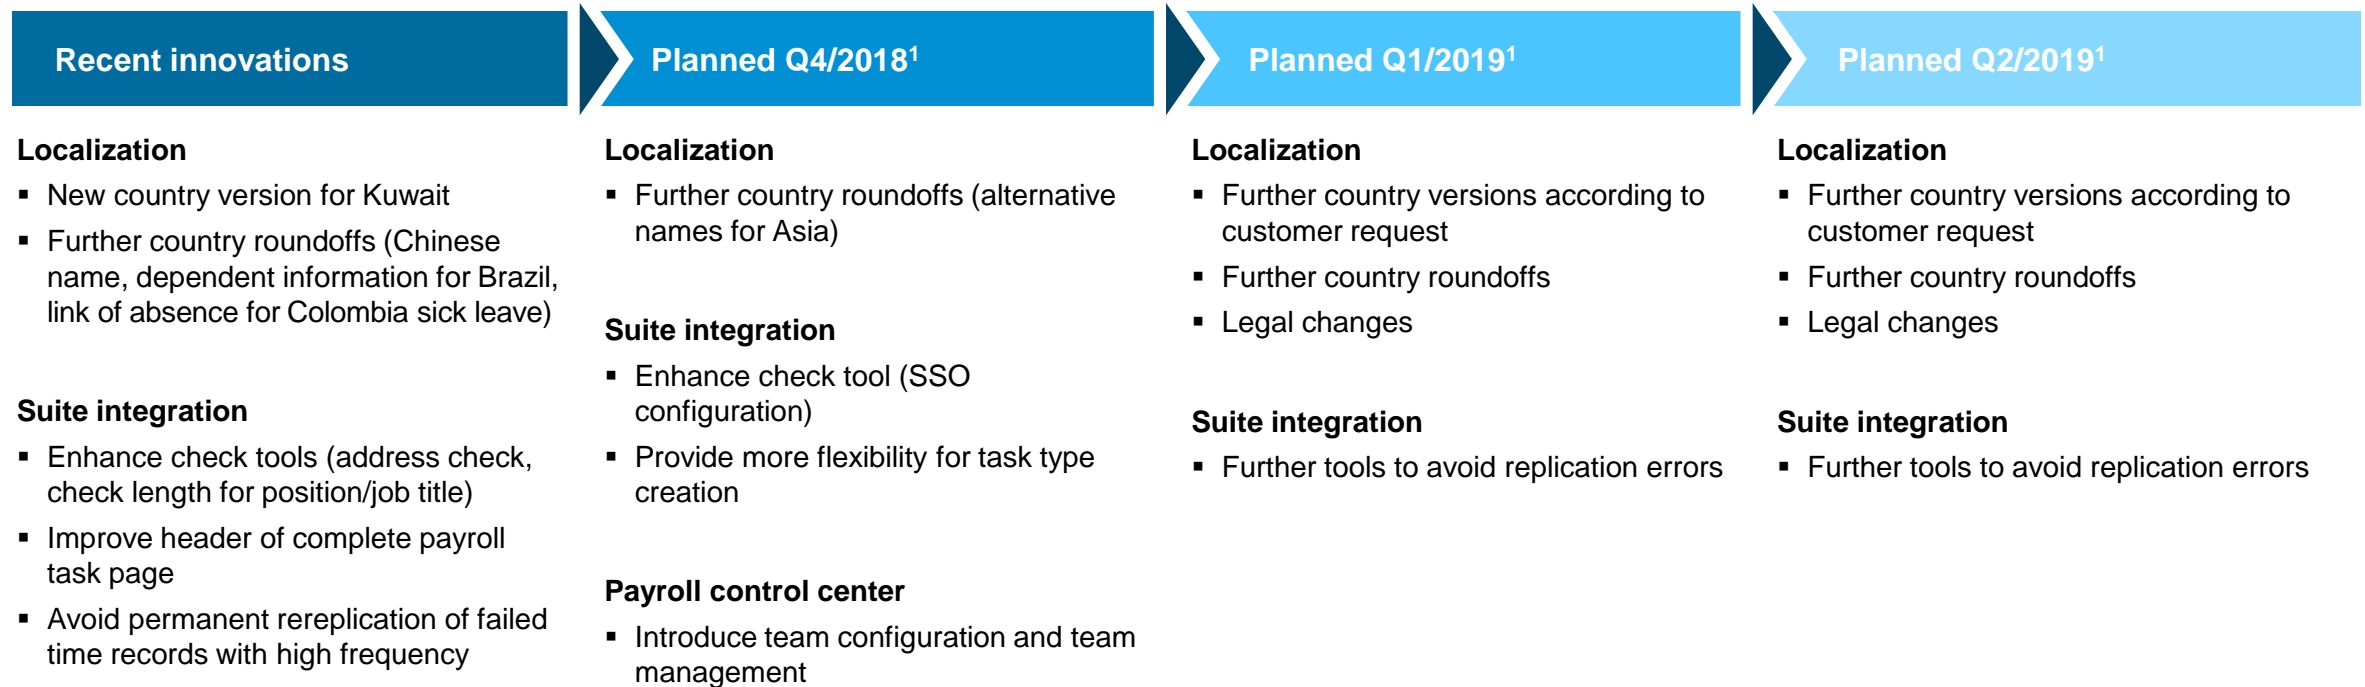 Recent innovations
Localization
▪ New country version for Kuwait
▪ Further country roundoffs (Chinese
name, dependent information for Brazil,
link of absence for Colombia sick leave)
Suite integration
▪ Enhance check tools (address check,
check length for position/job title)
▪ Improve header of complete payroll
task page
▪ Avoid permanent rereplication of failed
time records with high frequency
Planned Q4/2018¹
Localization
▪ Further country roundoffs (alternative
names for Asia)
Suite integration
▪ Enhance check tool (SSO
configuration)
▪ Provide more flexibility for task type
creation
Payroll control center
▪ Introduce team configuration and team
management
Planned Q1/2019¹
Localization
▪ Further country versions according to
customer request
▪ Further country roundoffs
▪ Legal changes
Suite integration
▪ Further tools to avoid replication errors
Planned Q2/2019¹
Localization
▪ Further country versions according to
customer request
▪ Further country roundoffs
▪ Legal changes
Suite integration
▪ Further tools to avoid replication errors